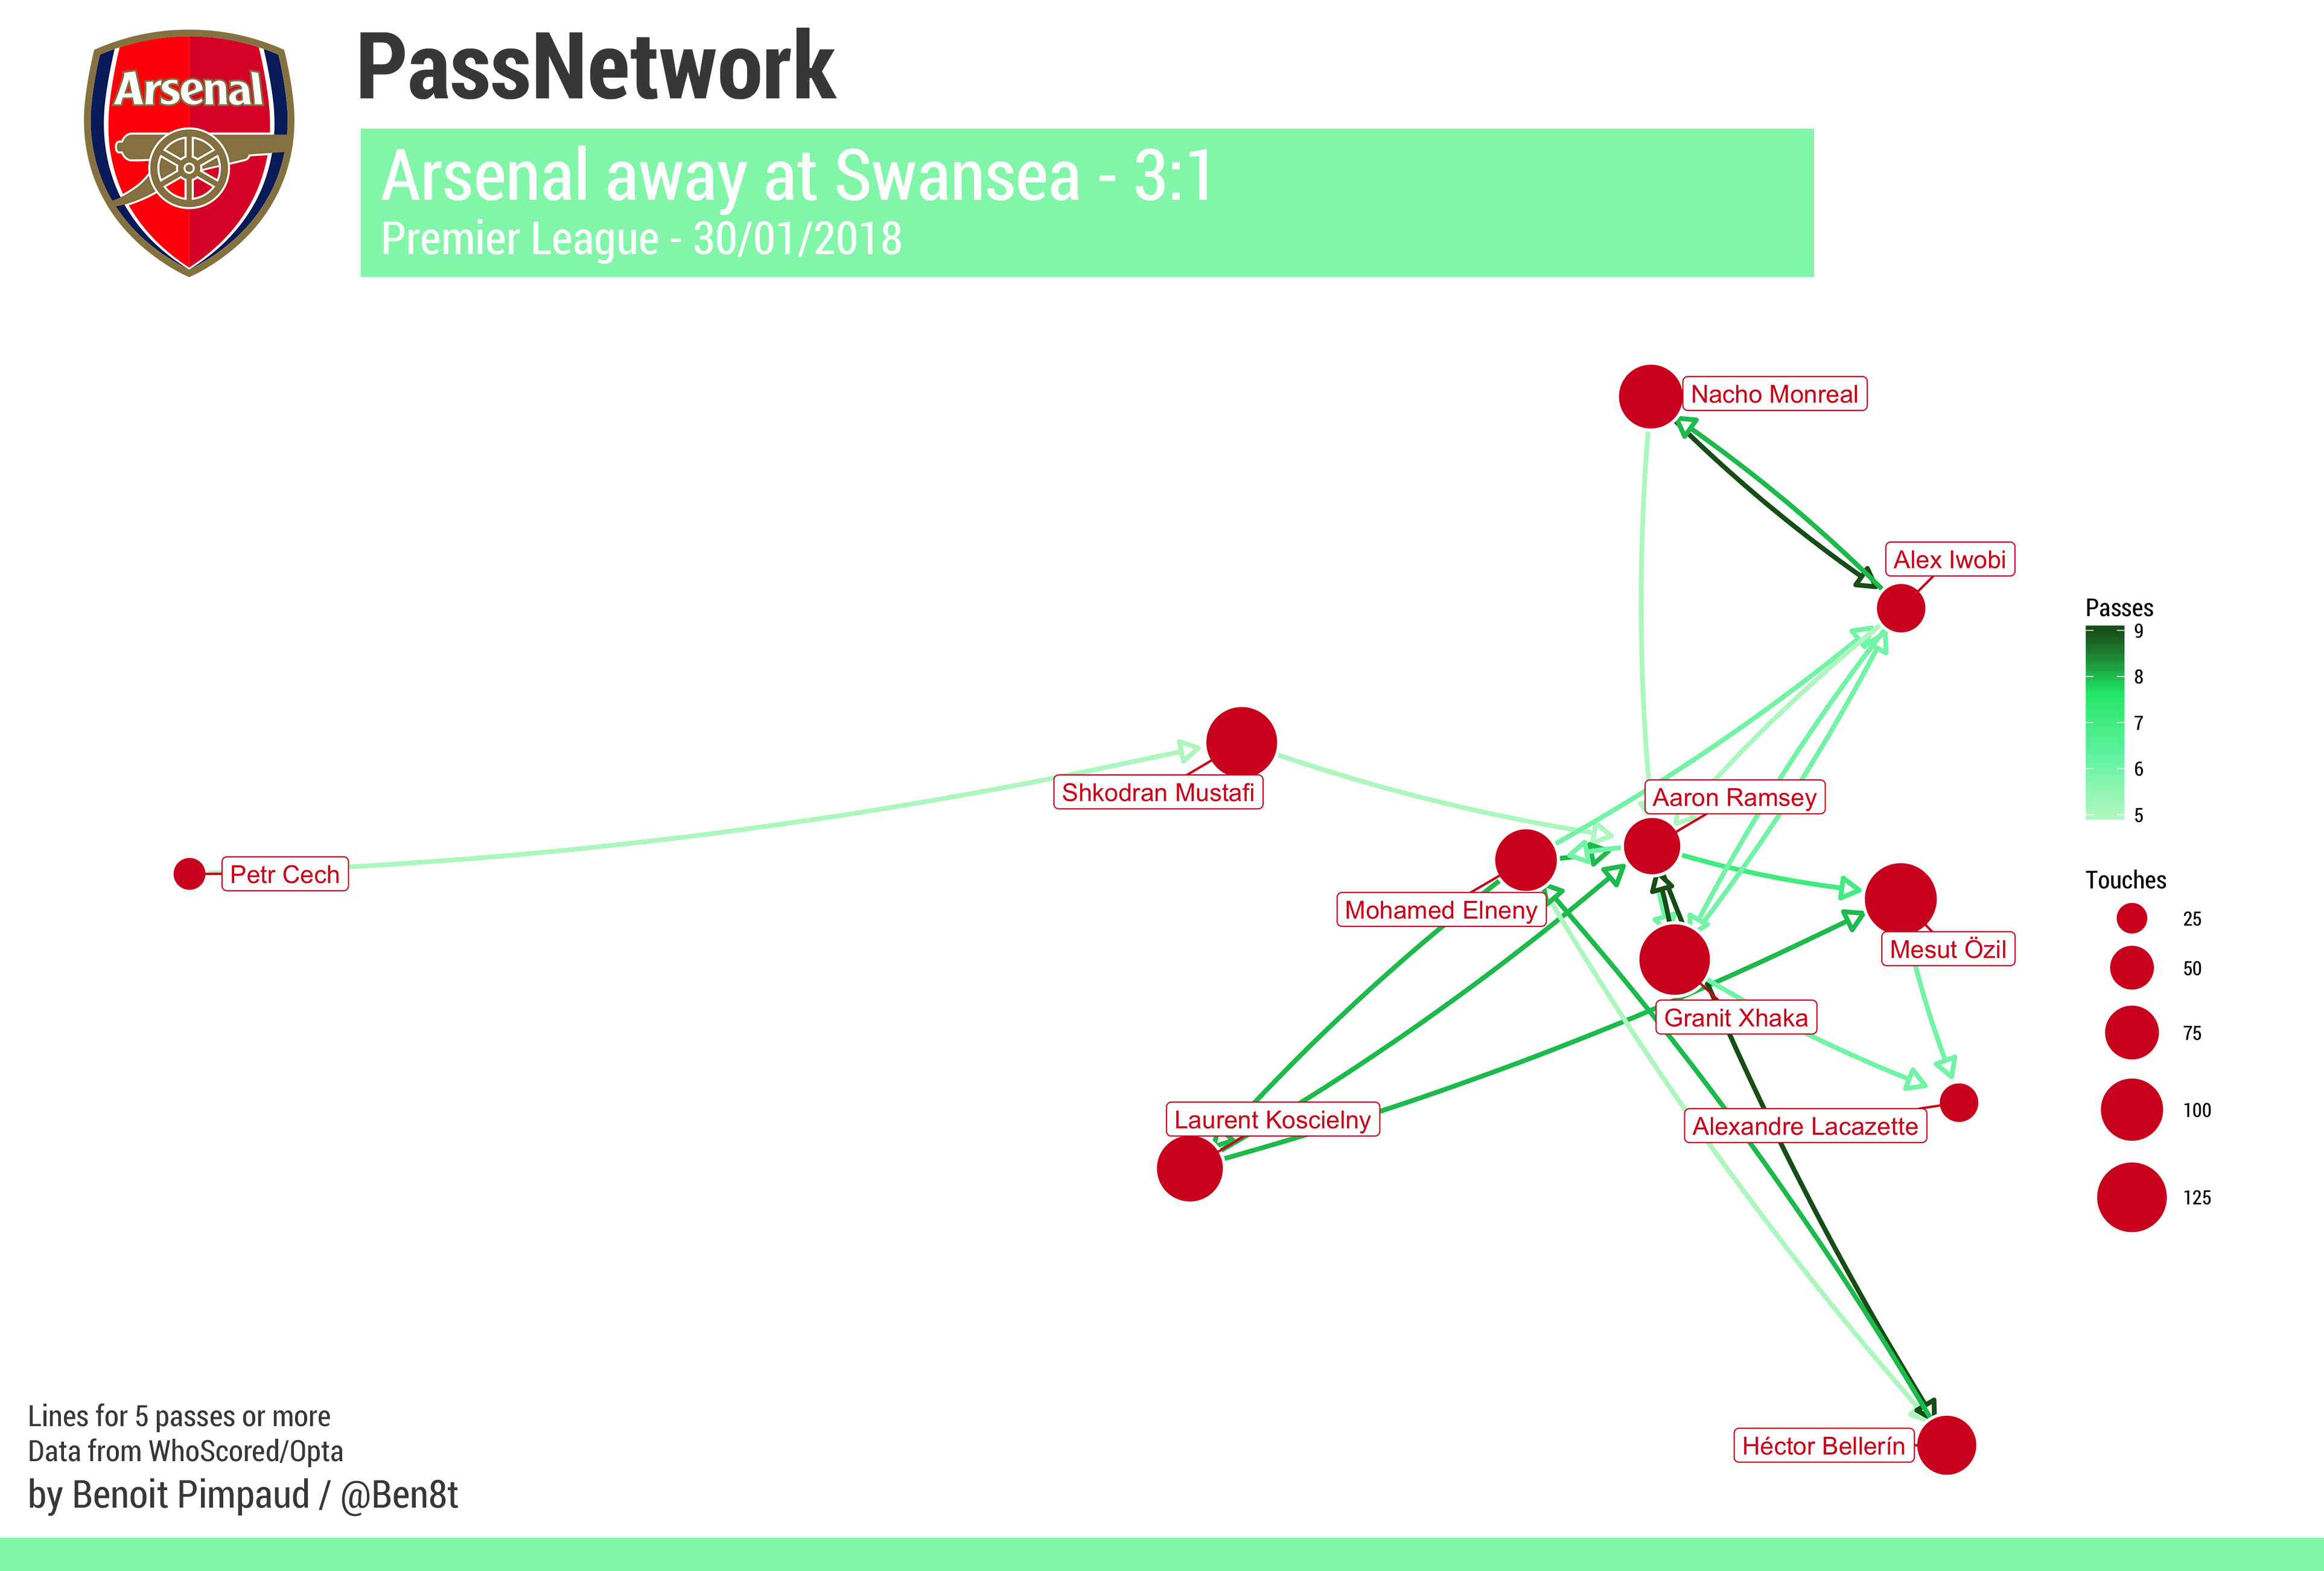 Arsenal
PassNetwork
Arsenal away at Swansea - 3:1
Premier League - 30/01/2018
Nacho Monreal
Alex Iwobi
Shkodran Mustafi
Aaron Ramsey
Petr Cech
Mohamed Elneny
Mesut Özil
Granit Xhaka
Laurent Koscielny
Alexandre Lacazette
Héctor Bellerín
Passes
9
8
7
6
5
Touches
25
50
75
100
125
Lines for 5 passes or more
Data from WhoScored/Opta
by Benoit Pimpaud / @Ben8t